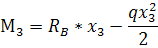 M₃ = R_B * x₃ − qx₃²/2